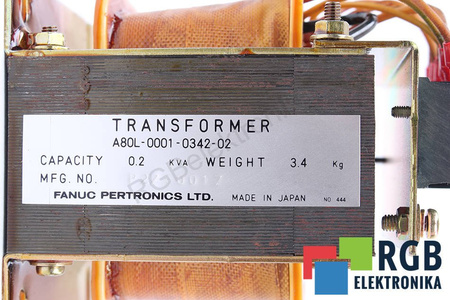 TRANSFORMER
A80L-0001-0342-02
CAPACITY 0.2 KVA WEIGHT 3.4 Kg
MFG. NO.
FANUC PERTRONICS LTD. MADE IN JAPAN NO 444
RGB
ELEKTRONIKA